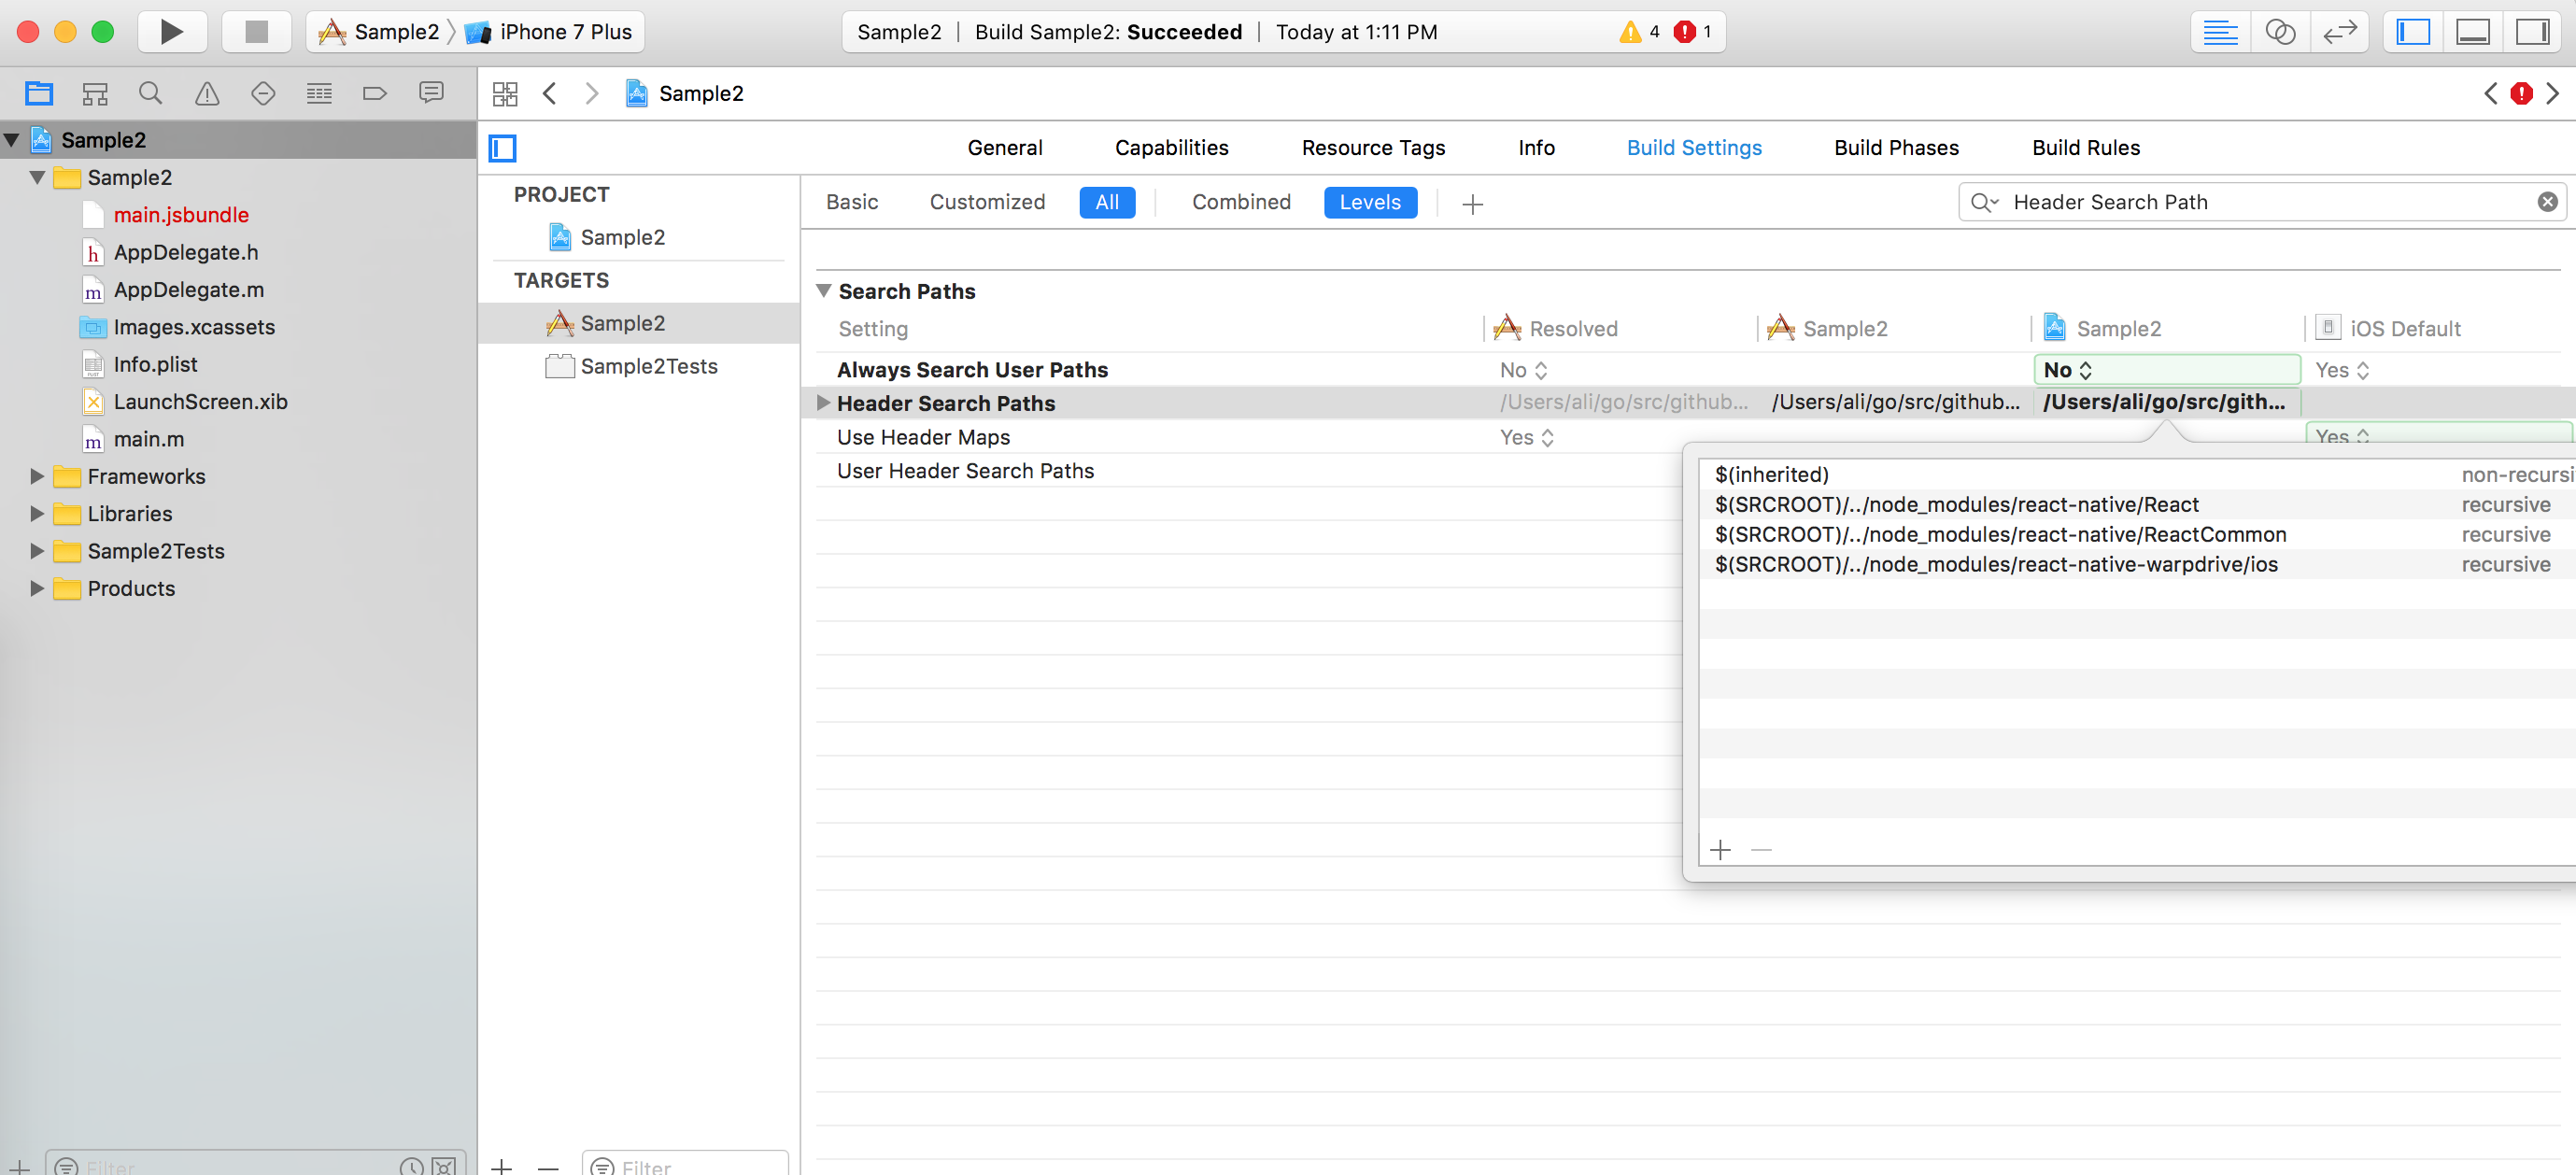 Sample2 iPhone 7 Plus
Sample2 | Build Sample2: Succeeded | Today at 1:11 PM 4 1
Sample2
General Capabilities Resource Tags Info Build Settings Build Phases Build Rules
Sample2
Sample2
main.jsbundle
AppDelegate.h
AppDelegate.m
Images.xcassets
Info.plist
LaunchScreen.xib
main.m
Frameworks
Libraries
Sample2Tests
Products
Filter
PROJECT
Sample2
TARGETS
Sample2
Sample2Tests
Filter
Basic Customized All Combined Levels + Header Search Path
Search Paths
Setting Resolved Sample2 Sample2 iOS Default
Always Search User Paths No No Yes
Header Search Paths /Users/ali/go/src/github... /Users/ali/go/src/github... /Users/ali/go/src/gith...
Use Header Maps Yes Yes
User Header Search Paths
$(inherited) non-recursi
$(SRCROOT)/../node_modules/react-native/React recursive
$(SRCROOT)/../node_modules/react-native/ReactCommon recursive
$(SRCROOT)/../node_modules/react-native-warpdrive/ios recursive